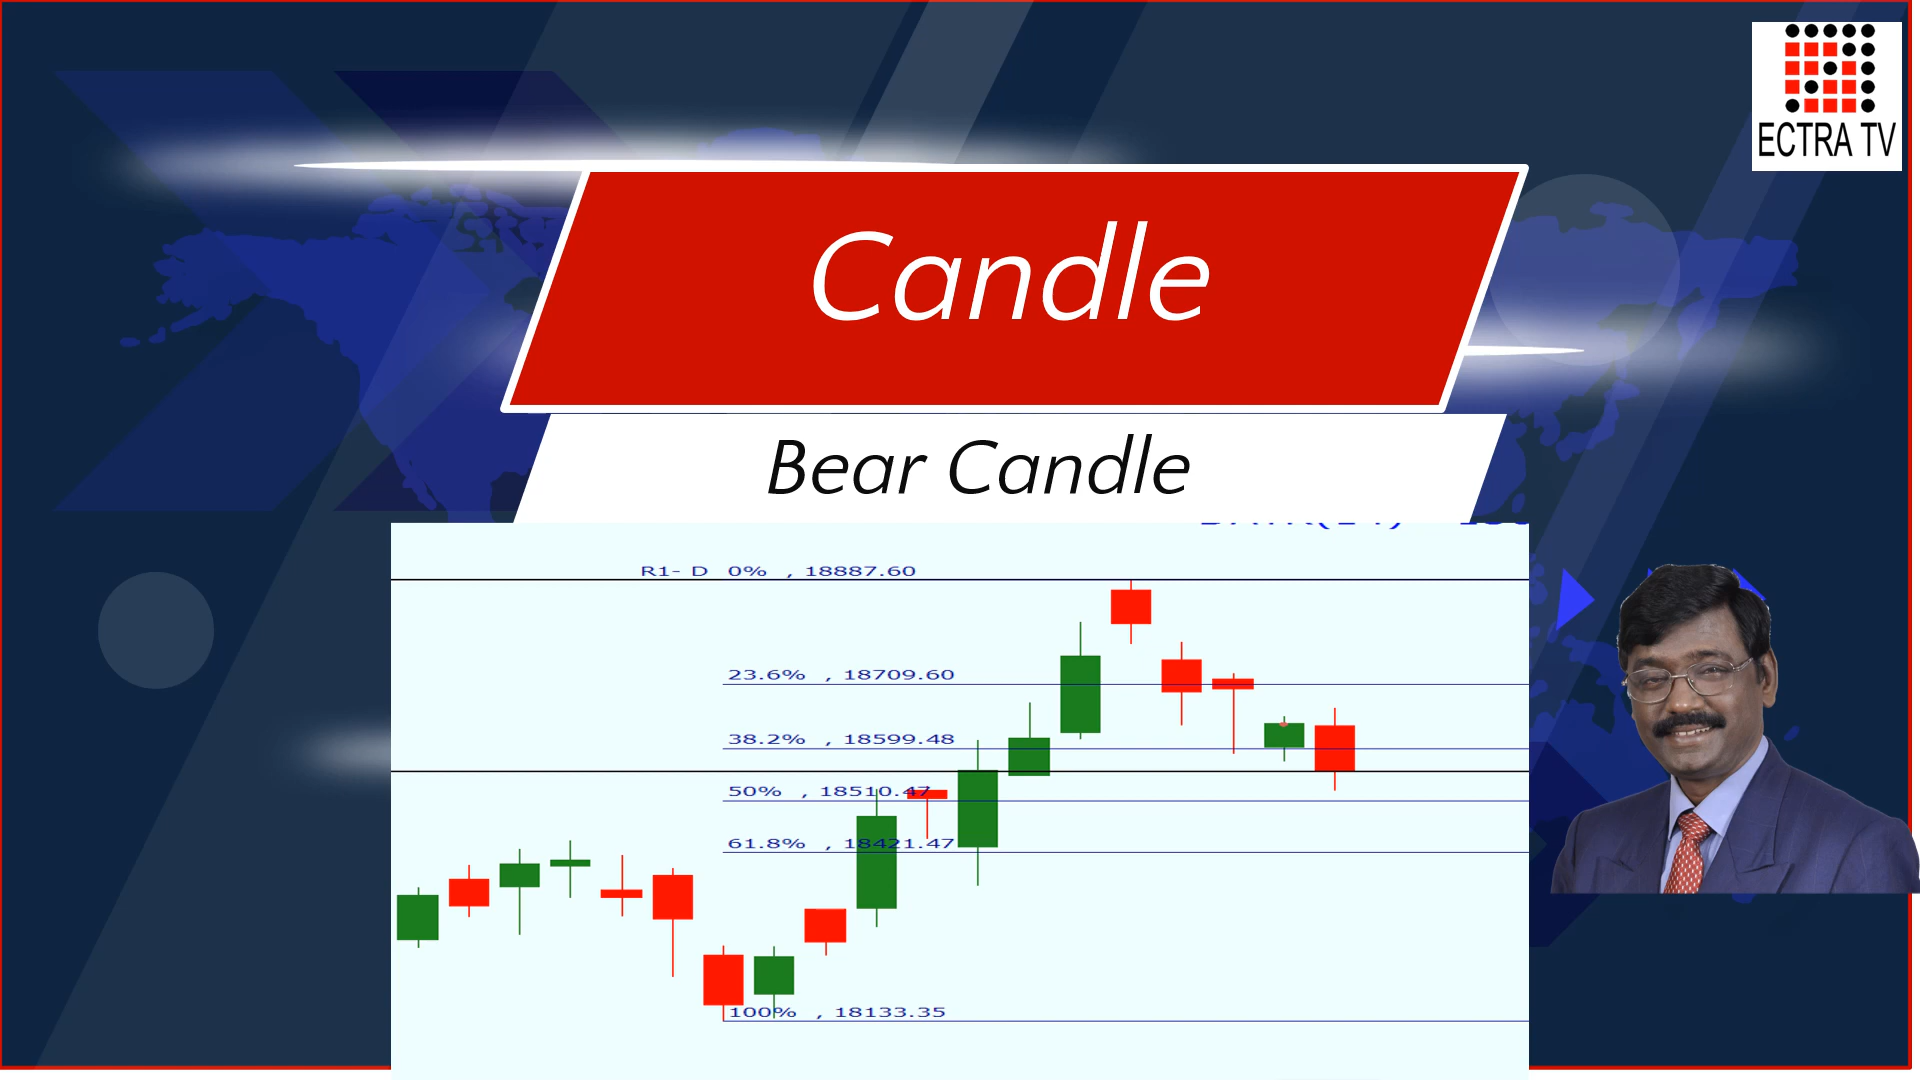 ECTRA TV
Candle
Bear Candle
R1- D 0% , 18887.60
23.6% , 18709.60
38.2% , 18599.48
50% , 18510.47
61.8% , 18421.47
100% , 18133.35